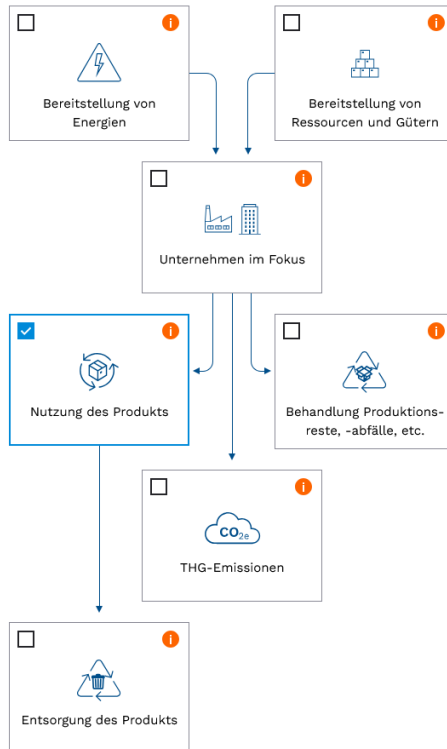 i
i
Bereitstellung von
Energien
Bereitstellung von
Ressourcen und Gütern
i
Unternehmen im Fokus
i
i
Nutzung des Produkts
Behandlung Produktions-
reste, -abfälle, etc.
i
CO2e
THG-Emissionen
i
Entsorgung des Produkts